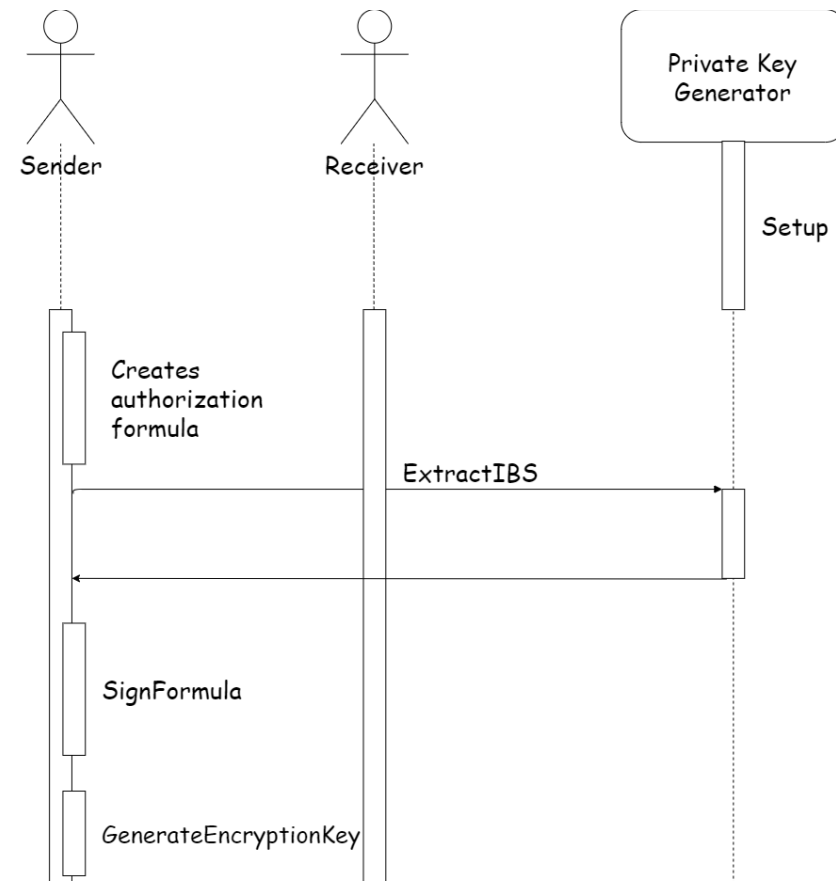 Private Key
Generator
Sender
Receiver
Setup
Creates
authorization
formula
ExtractIBS
SignFormula
GenerateEncryptionKey